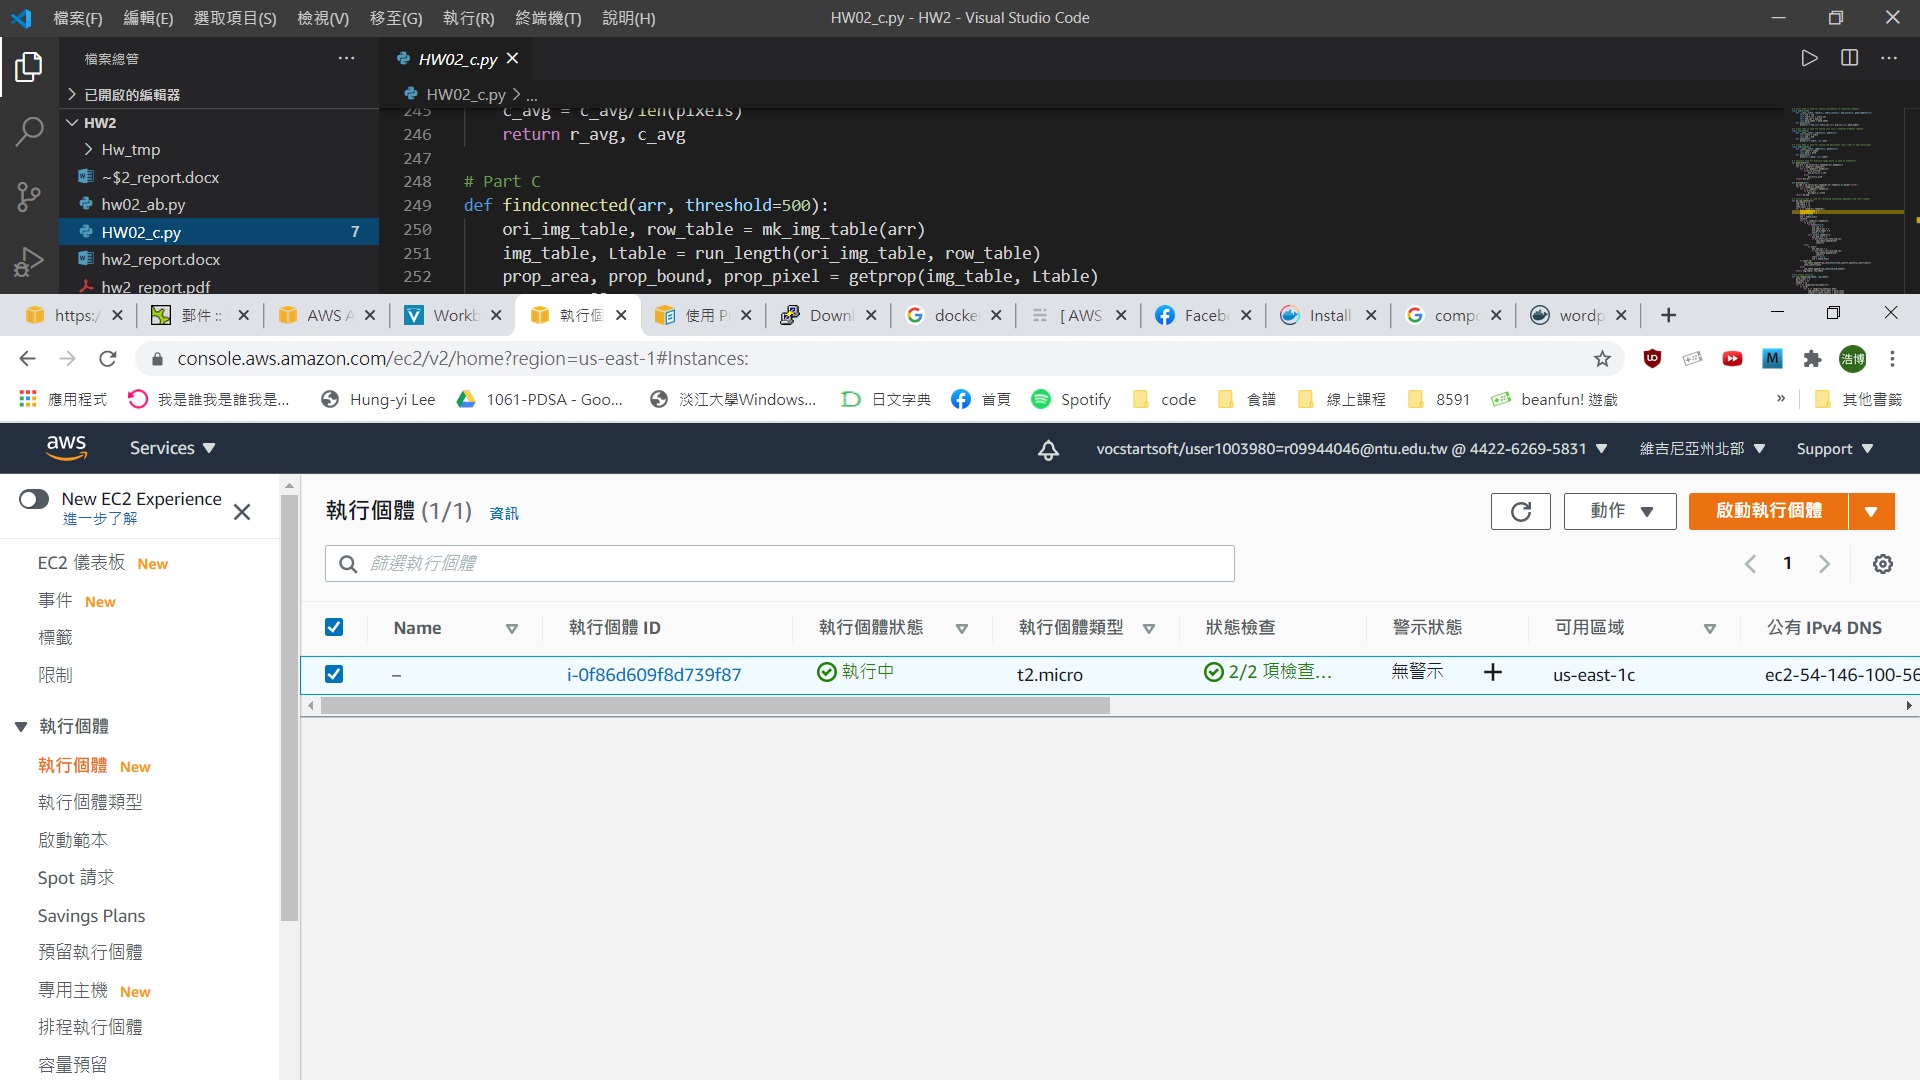 檔案(F) 編輯(E) 選取項目(S) 檢視(V) 移至(G) 執行(R) 終端機(T) 說明(H) HW02_c.py - HW2 - Visual Studio Code
檔案總管 ··· HW02_c.py
已開啟的編輯器 HW02_c.py > ...
HW2
Hw_tmp
~$2_report.docx
hw02_ab.py
HW02_c.py 7
hw2_report.docx
hw2_report.pdf
245 c_avg = c_avg/len(pixels)
246 return r_avg, c_avg
247
248 # Part C
249 def findconnected(arr, threshold=500):
250 ori_img_table, row_table = mk_img_table(arr)
251 img_table, Ltable = run_length(ori_img_table, row_table)
252 prop_area, prop_bound, prop_pixel = getprop(img_table, Ltable)
https:/ 郵件 :: AWS A Workb 執行個 使用 P Downl docke [ AWS Faceb Install compo wordp
console.aws.amazon.com/ec2/v2/home?region=us-east-1#Instances: M 浩博
應用程式 我是誰我是誰我是... Hung-yi Lee 1061-PDSA - Goo... 淡江大學Windows... 日文字典 首頁 Spotify code 食譜 線上課程 8591 beanfun! 遊戲 » 其他書籤
aws Services vocstartsoft/user1003980=r09944046@ntu.edu.tw @ 4422-6269-5831 維吉尼亞州北部 Support
New EC2 Experience
進一步了解
EC2 儀表板 New
事件 New
標籤
限制
執行個體
執行個體 New
執行個體類型
啟動範本
Spot 請求
Savings Plans
預留執行個體
專用主機 New
排程執行個體
容量預留
執行個體 (1/1) 資訊 動作 啟動執行個體
篩選執行個體 1
Name 執行個體 ID 執行個體狀態 執行個體類型 狀態檢查 警示狀態 可用區域 公有 IPv4 DNS
– i-0f86d609f8d739f87 執行中 t2.micro 2/2 項檢查... 無警示 + us-east-1c ec2-54-146-100-56